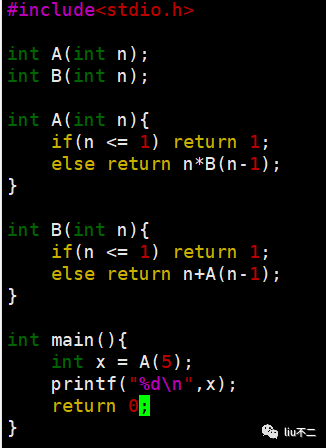 #include<stdio.h>

int A(int n);
int B(int n);

int A(int n){
    if(n <= 1) return 1;
    else return n*B(n-1);
}

int B(int n){
    if(n <= 1) return 1;
    else return n+A(n-1);
}

int main(){
    int x = A(5);
    printf("%d\n",x);
    return 0;
}
liu不二